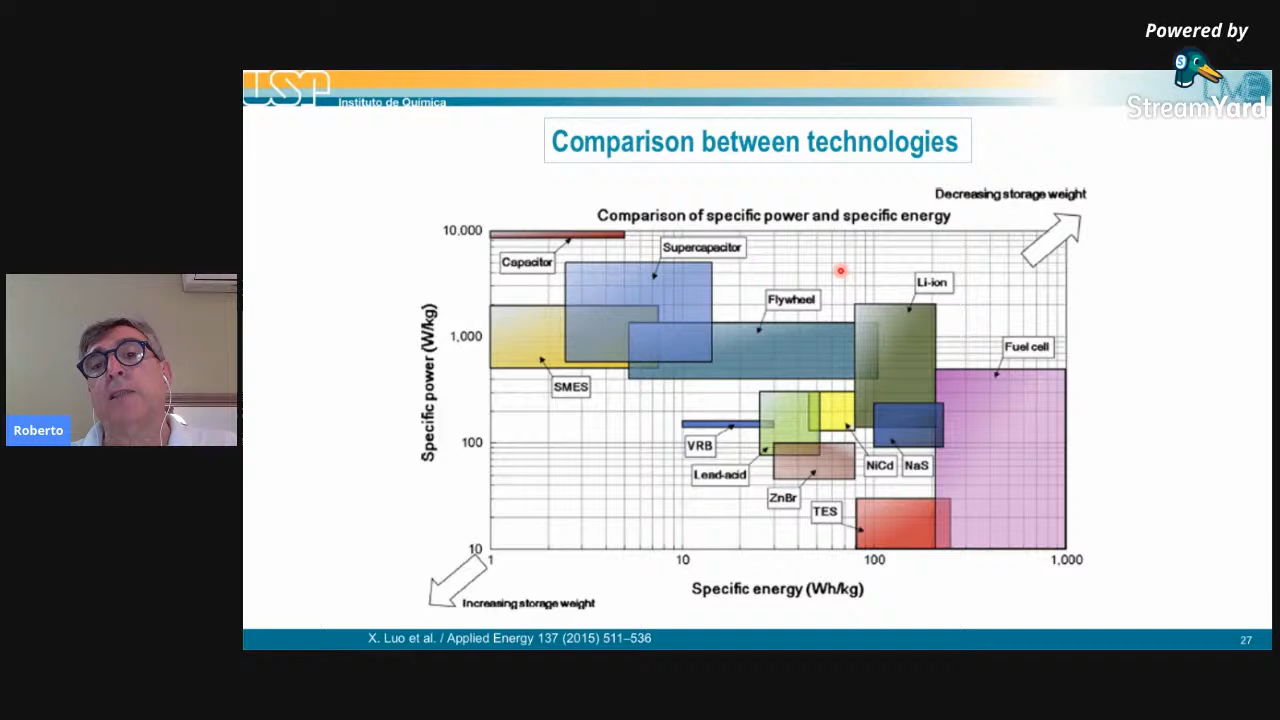 Powered by
StreamYard
USP
Instituto de Química
Comparison between technologies
Decreasing storage weight
Comparison of specific power and specific energy
10,000
1,000
100
10
Specific power (W/kg)
Capacitor
Supercapacitor
Flywheel
Li-ion
Fuel cell
SMES
VRB
Lead-acid
NiCd
NaS
ZnBr
TES
1
10
100
1,000
Specific energy (Wh/kg)
Increasing storage weight
Roberto
X. Luo et al. / Applied Energy 137 (2015) 511–536
27